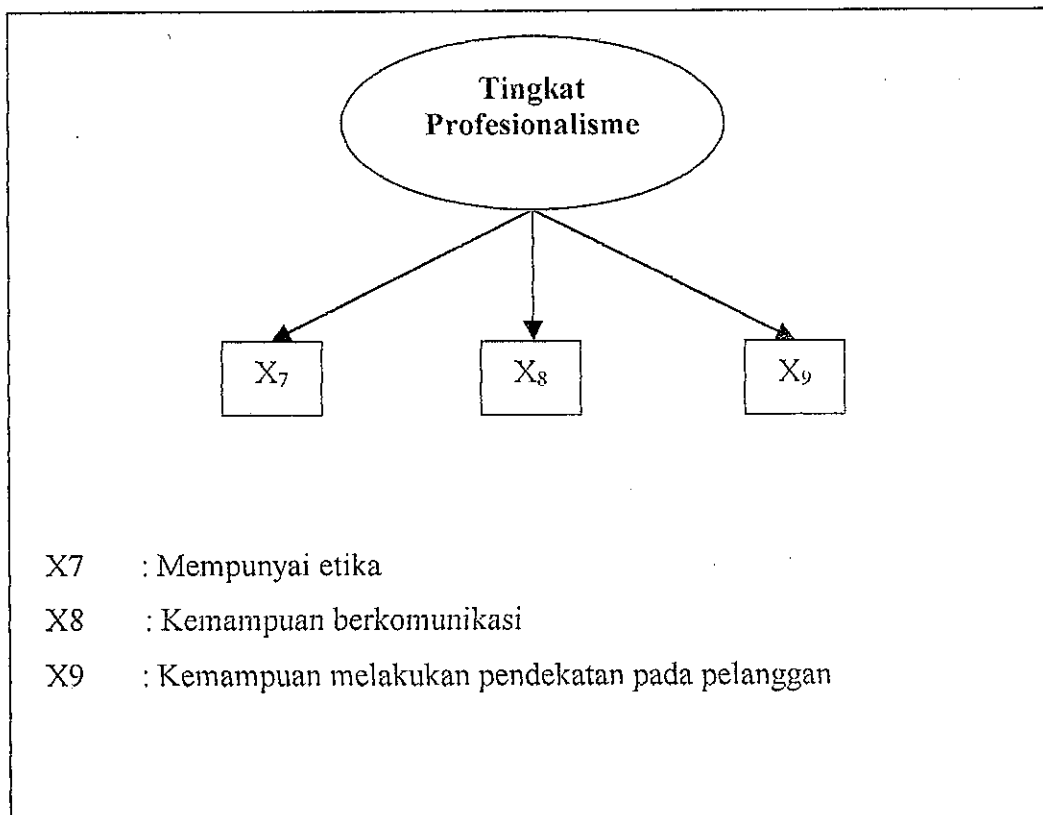 Tingkat
Profesionalisme
X₇ X₈ X₉
X7 : Mempunyai etika
X8 : Kemampuan berkomunikasi
X9 : Kemampuan melakukan pendekatan pada pelanggan